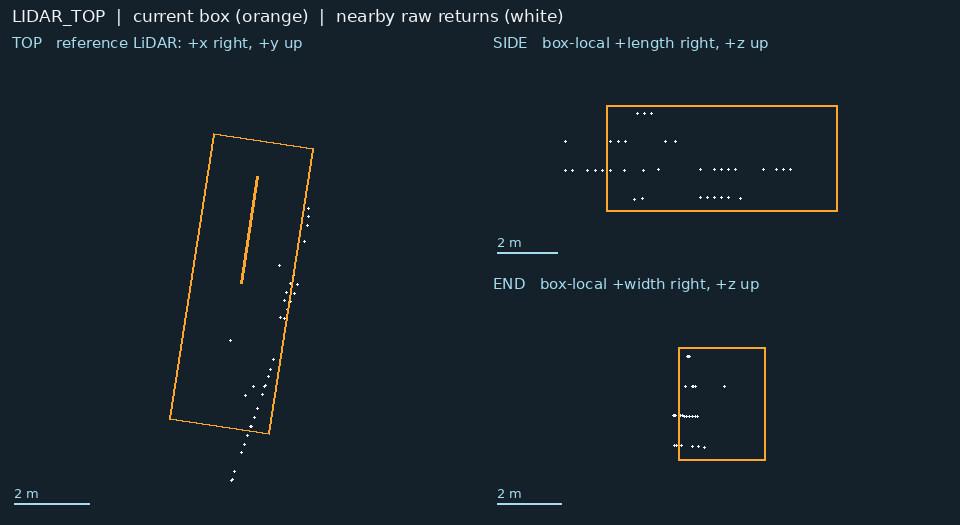 LIDAR_TOP | current box (orange) | nearby raw returns (white)
TOP reference LiDAR: +x right, +y up
SIDE box-local +length right, +z up
2 m
END box-local +width right, +z up
2 m
2 m